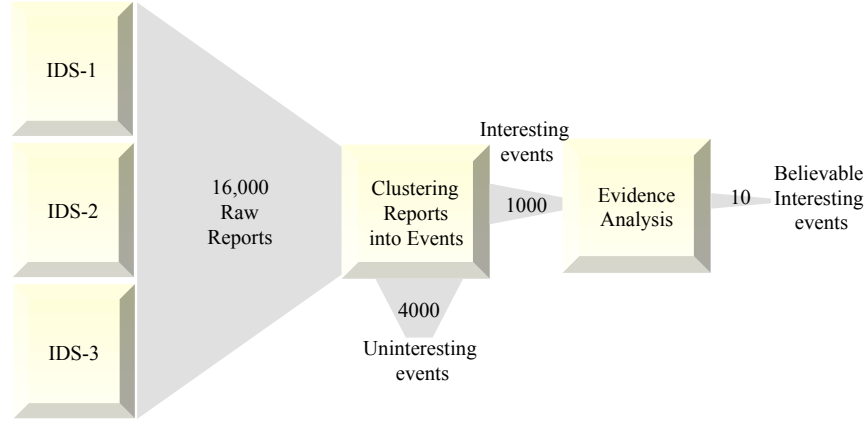 IDS-1
IDS-2
IDS-3
16,000
Raw
Reports
Clustering
Reports
into Events
4000
Uninteresting
events
Interesting
events
1000
Evidence
Analysis
10
Believable
Interesting
events